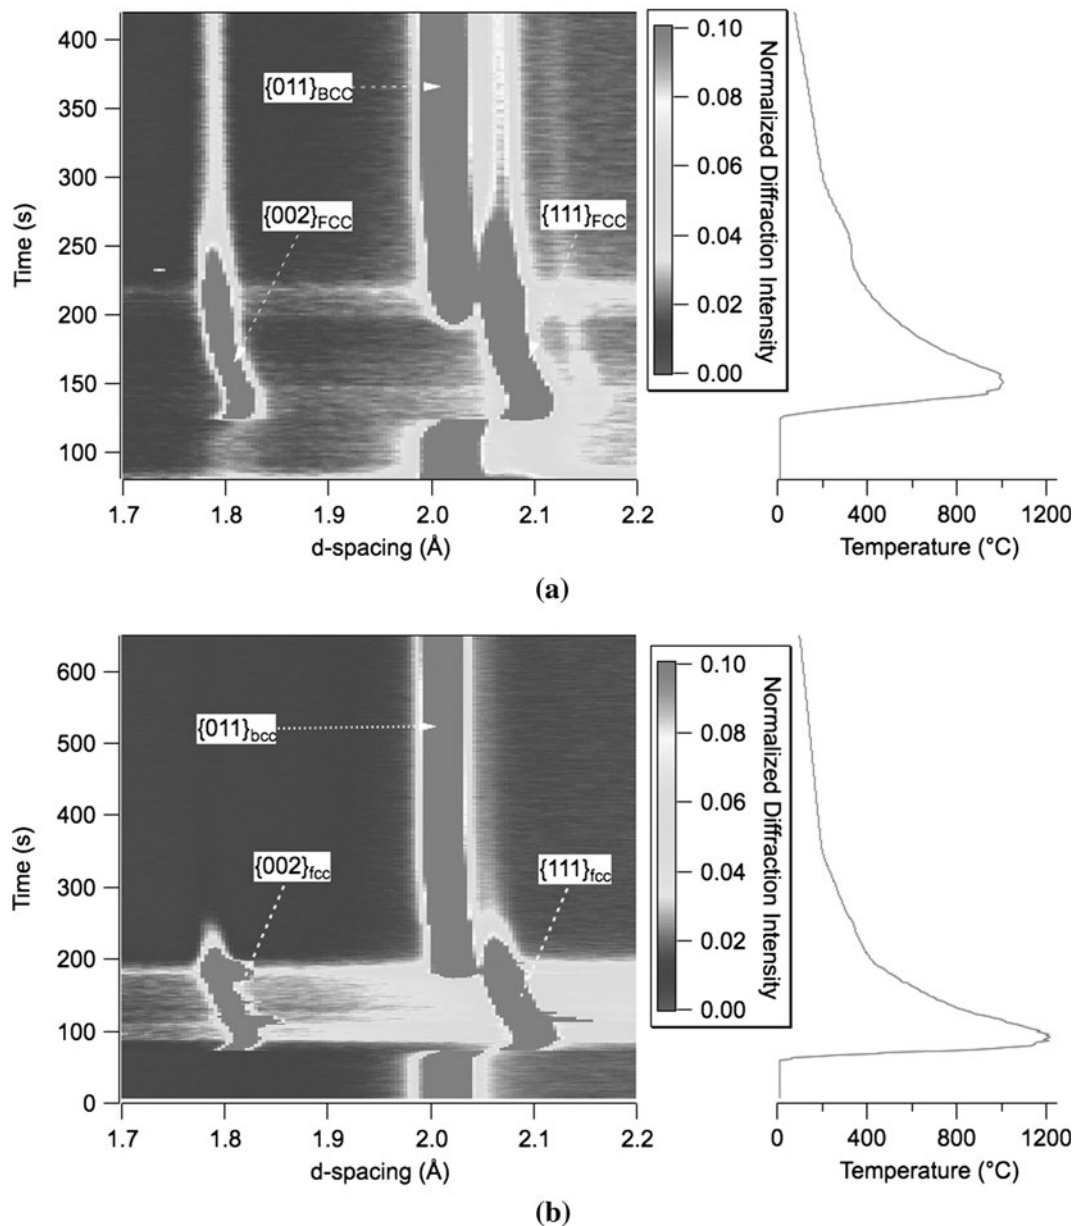 400
350
300
250
200
150
100
Time (s)
{011}BCC
{002}FCC
{111}FCC
1.7 1.8 1.9 2.0 2.1 2.2
d-spacing (Å)
0.10
0.08
0.06
0.04
0.02
0.00
Normalized Diffraction Intensity
0 400 800 1200
Temperature (°C)
(a)
600
500
400
300
200
100
0
Time (s)
{011}bcc
{002}fcc
{111}fcc
1.7 1.8 1.9 2.0 2.1 2.2
d-spacing (Å)
0.10
0.08
0.06
0.04
0.02
0.00
Normalized Diffraction Intensity
0 400 800 1200
Temperature (°C)
(b)